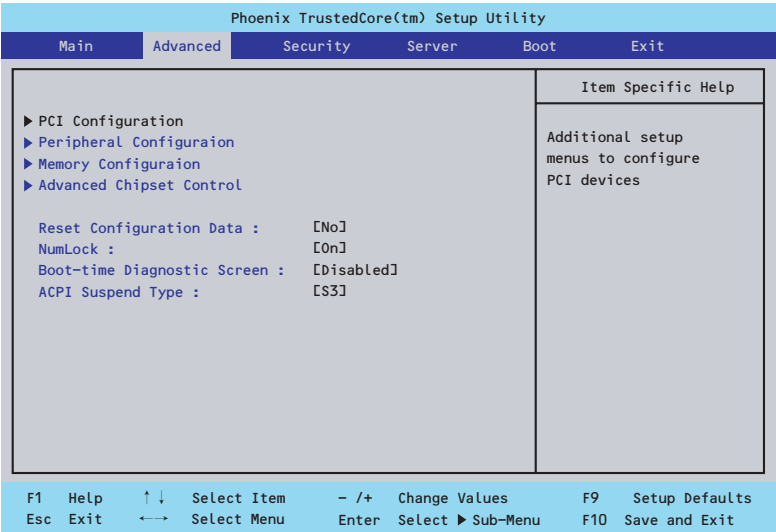 Phoenix TrustedCore(tm) Setup Utility
Main Advanced Security Server Boot Exit
▶ PCI Configuration
▶ Peripheral Configuraion
▶ Memory Configuraion
▶ Advanced Chipset Control
Reset Configuration Data : [No]
NumLock : [On]
Boot-time Diagnostic Screen : [Disabled]
ACPI Suspend Type : [S3]
Item Specific Help
Additional setup
menus to configure
PCI devices
F1 Help ↑↓ Select Item - /+ Change Values F9 Setup Defaults
Esc Exit ←→ Select Menu Enter Select ▶ Sub-Menu F10 Save and Exit